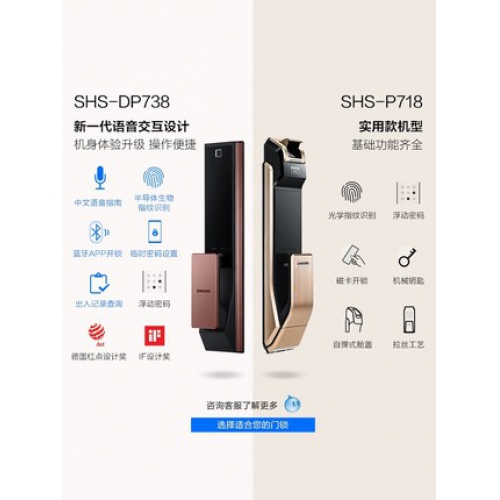 SHS-DP738
新一代语音交互设计
机身体验升级 操作便捷
中文语音指南
半导体生物
指纹识别
蓝牙APP开锁
临时密码设置
出入记录查询
浮动密码
dot
iF
德国红点设计奖
IF设计奖
SAMSUNG
SHS-P718
实用款机型
基础功能齐全
光学指纹识别
浮动密码
磁卡开锁
机械钥匙
自弹式舱盖
拉丝工艺
SAMSUNG
咨询客服了解更多
选择适合您的门锁